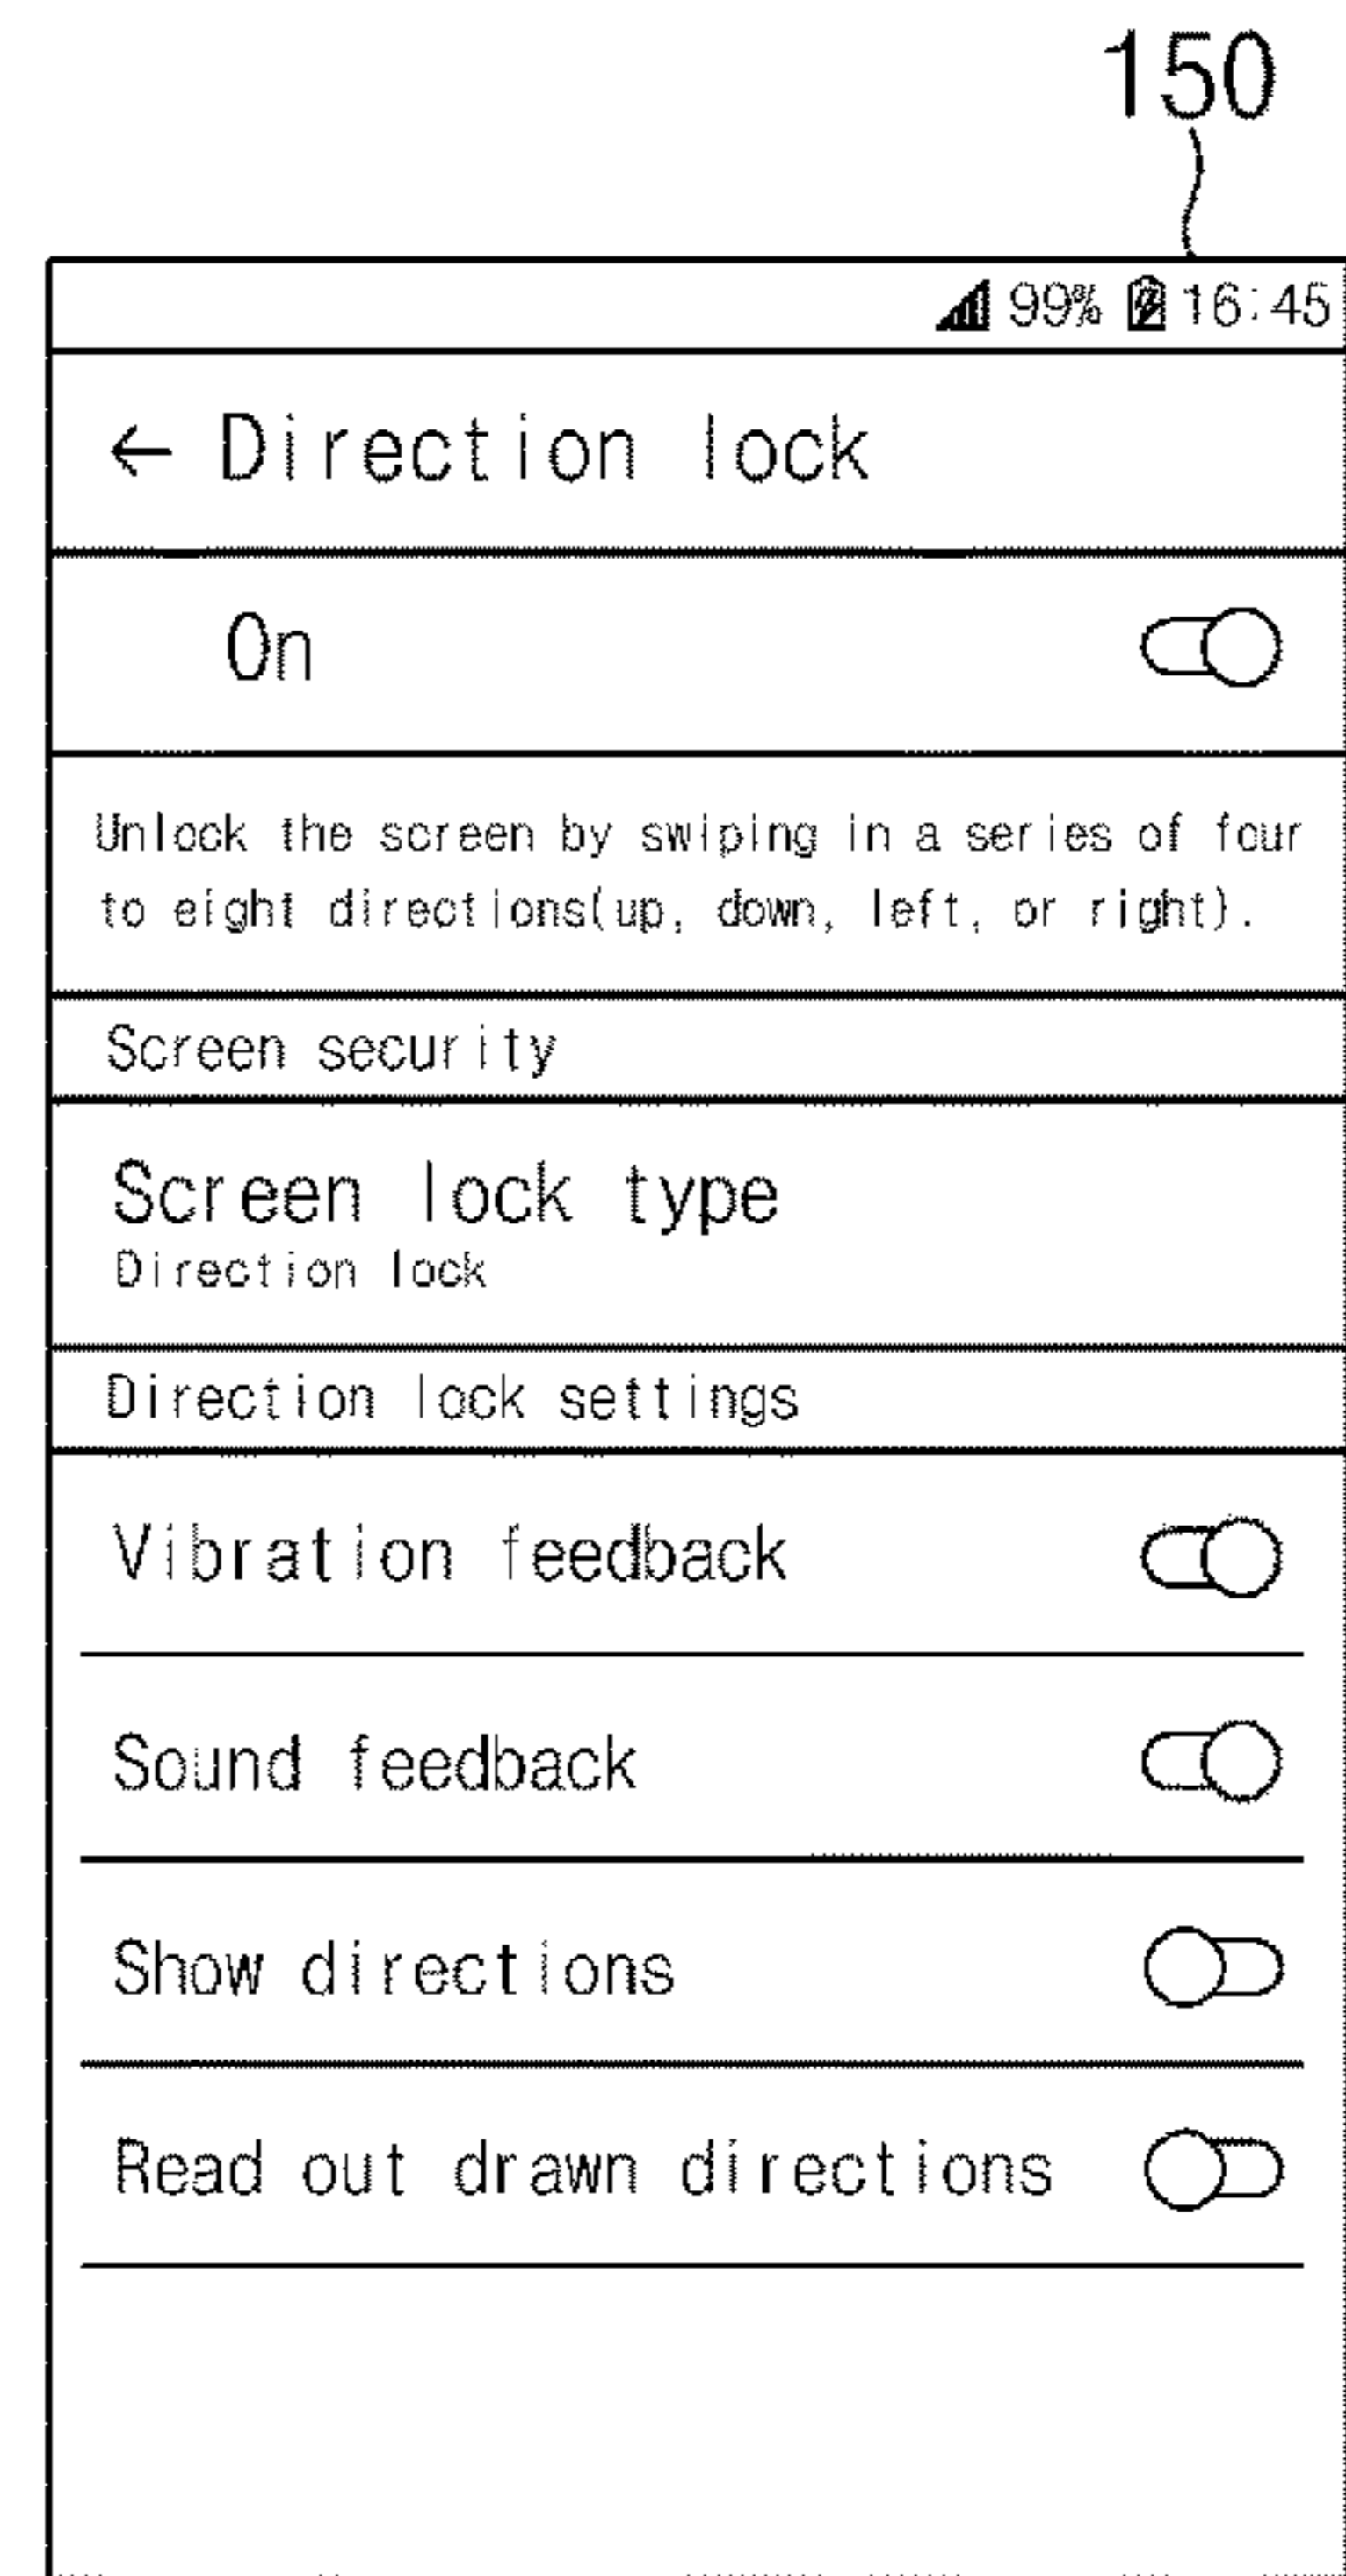 150
99% 16:45
← Direction lock
On
Unlock the screen by swiping in a series of four
to eight directions(up, down, left, or right).
Screen security
Screen lock type
Direction lock
Direction lock settings
Vibration feedback
Sound feedback
Show directions
Read out drawn directions